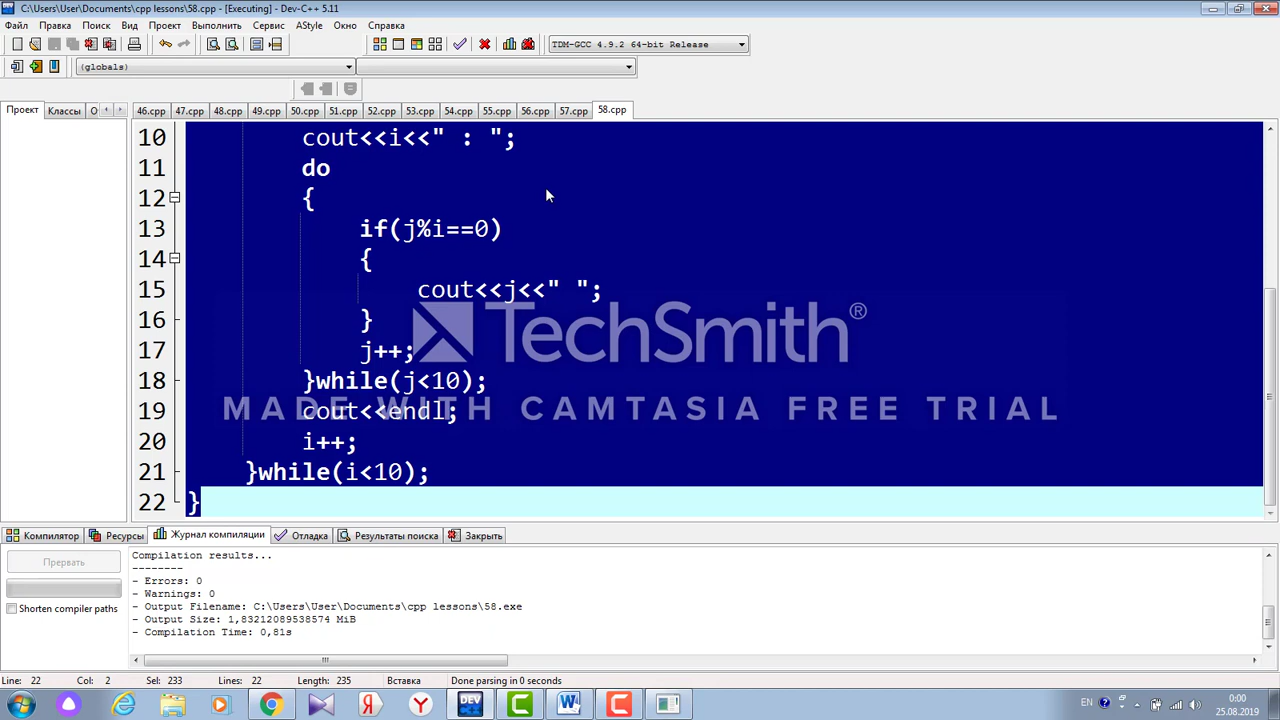 C:\Users\User\Documents\cpp lessons\58.cpp - [Executing] - Dev-C++ 5.11
Файл Правка Поиск Вид Проект Выполнить Сервис AStyle Окно Справка
TDM-GCC 4.9.2 64-bit Release
(globals)
Проект Классы О 46.cpp 47.cpp 48.cpp 49.cpp 50.cpp 51.cpp 52.cpp 53.cpp 54.cpp 55.cpp 56.cpp 57.cpp 58.cpp
10 cout<<i<<" : ";
11 do
12 {
13 if(j%i==0)
14 {
15 cout<<j<<" ";
16 }
17 j++;
TechSmith®
18 }while(j<10);
MADE WITH CAMTASIA FREE TRIAL
19 cout<<endl;
20 i++;
21 }while(i<10);
22 }
Компилятор Ресурсы Журнал компиляции Отладка Результаты поиска Закрыть
Прервать
Shorten compiler paths
Compilation results...
--------
- Errors: 0
- Warnings: 0
- Output Filename: C:\Users\User\Documents\cpp lessons\58.exe
- Output Size: 1,83212089538574 MiB
- Compilation Time: 0,81s
Line: 22 Col: 2 Sel: 233 Lines: 22 Length: 235 Вставка Done parsing in 0 seconds
EN 0:00
25.08.2019